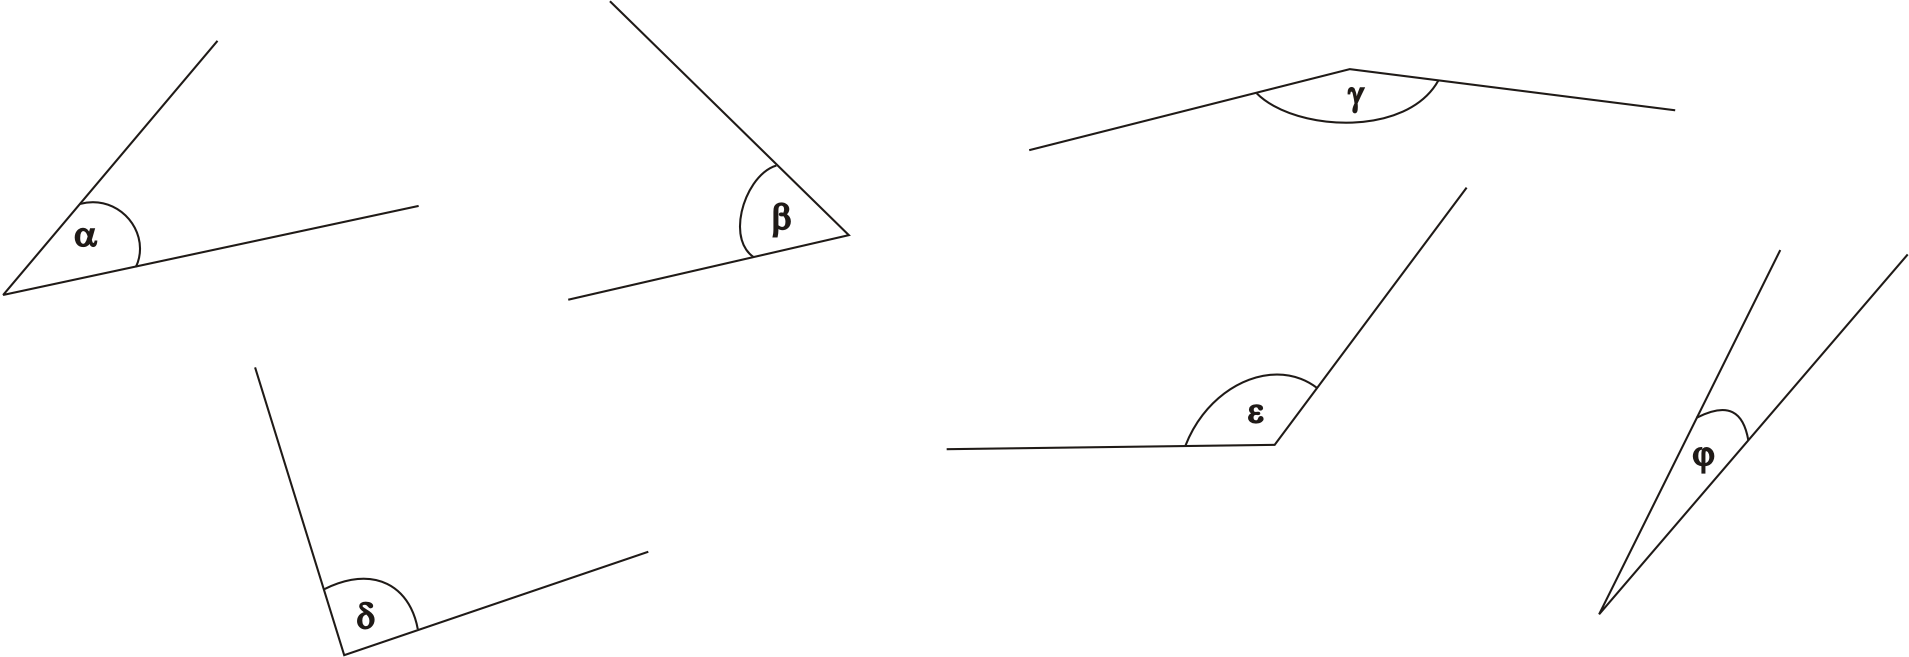 α
β
γ
δ
ε
φ